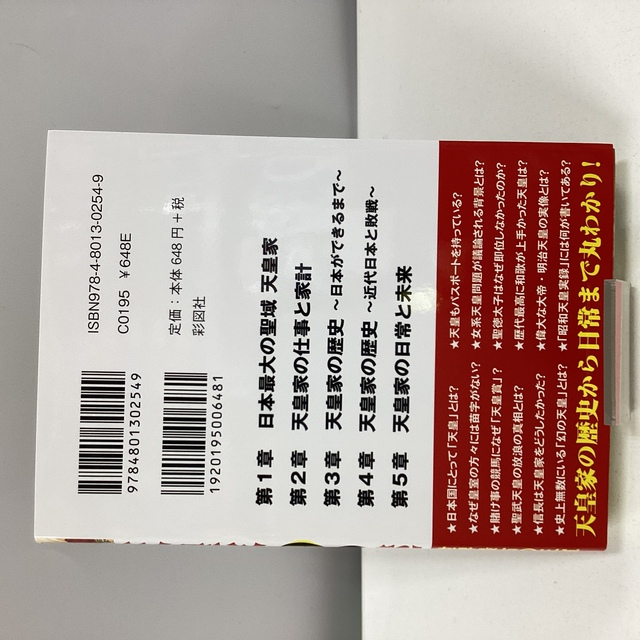 ISBN978-4-8013-0254-9
C0195 ¥648E
定価：本体648円＋税
彩図社
9784801302549
1920195006481
第1章 日本最大の聖域 天皇家
第2章 天皇家の仕事と家計
第3章 天皇家の歴史 ～日本ができるまで～
第4章 天皇家の歴史 ～近代日本と敗戦～
第5章 天皇家の日常と未来
★日本国にとって「天皇」とは？ ★天皇もパスポートを持っている？
★なぜ皇室の方々には苗字がない？ ★女系天皇問題が議論される背景とは？
★賭け事の競馬になぜ「天皇賞」？ ★聖徳太子はなぜ即位しなかったのか？
★聖武天皇の放浪の真相とは？ ★歴代最高に和歌が上手かった天皇は？
★信長は天皇家をどうしたかった？ ★偉大な大帝・明治天皇の実像とは？
★史上無数にいる「幻の天皇」とは？ ★「昭和天皇実録」には何が書いてある？
天皇家の歴史から日常まで丸わかり！